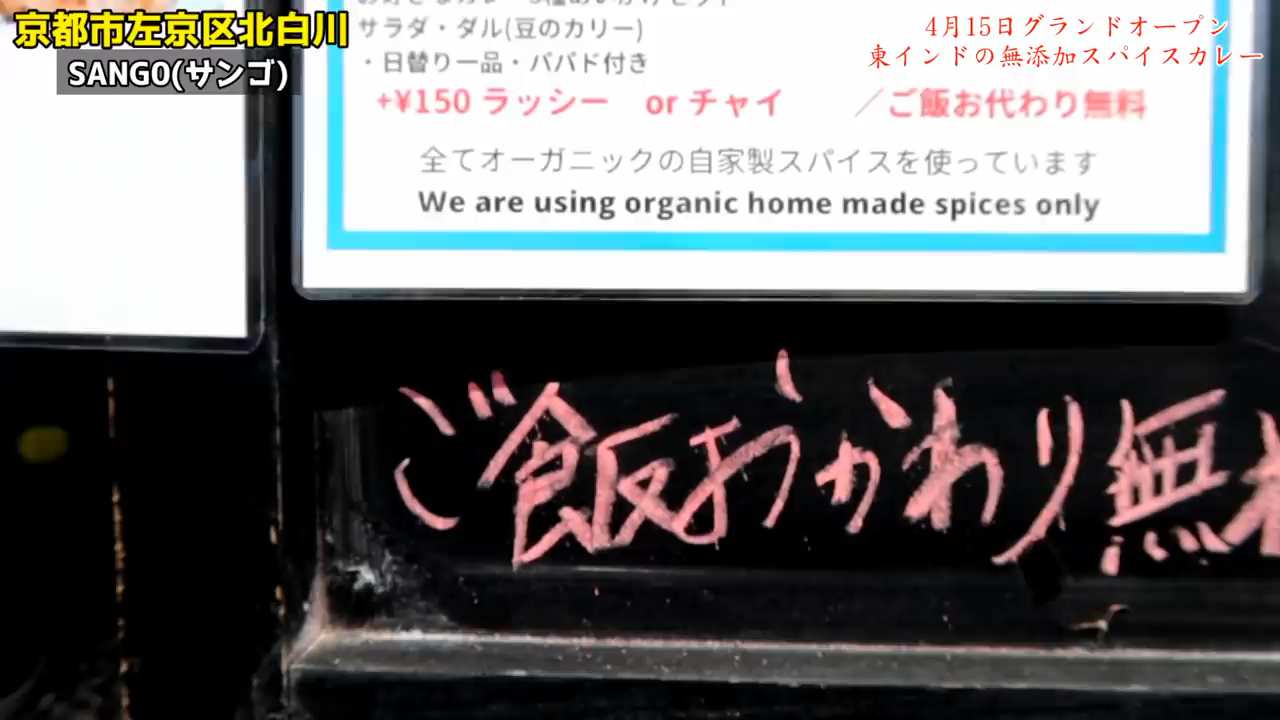 京都市左京区北白川
SANGO(サンゴ)
4月15日グランドオープン
東インドの無添加スパイスカレー
サラダ・ダル(豆のカリー)
・日替り一品・パパド付き
+¥150 ラッシー or チャイ ／ご飯お代わり無料
全てオーガニックの自家製スパイスを使っています
We are using organic home made spices only
ご飯おかわり無